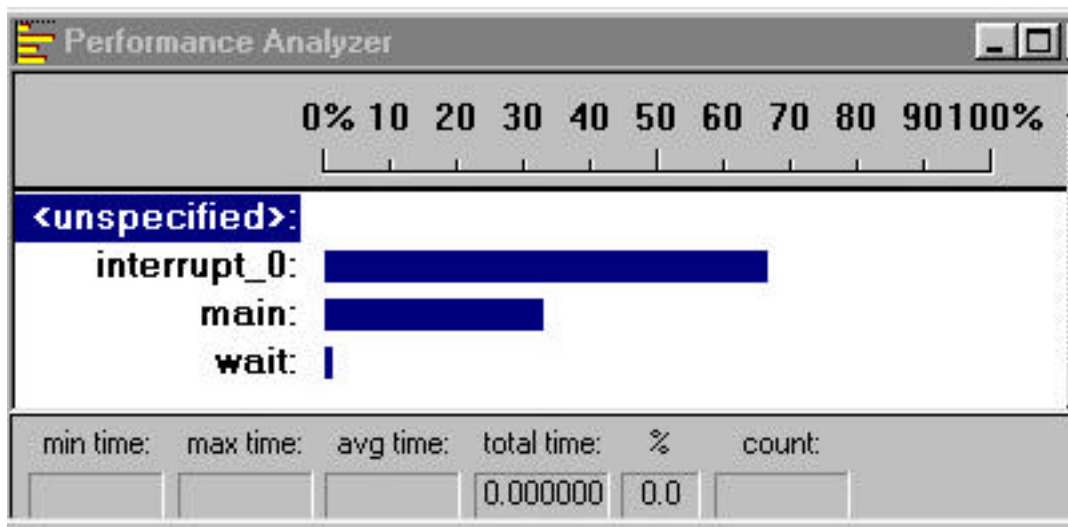 Performance Analyzer
0% 10 20 30 40 50 60 70 80 90100%
<unspecified>:
interrupt_0:
main:
wait:
min time: max time: avg time: total time: % count:
0.000000 0.0